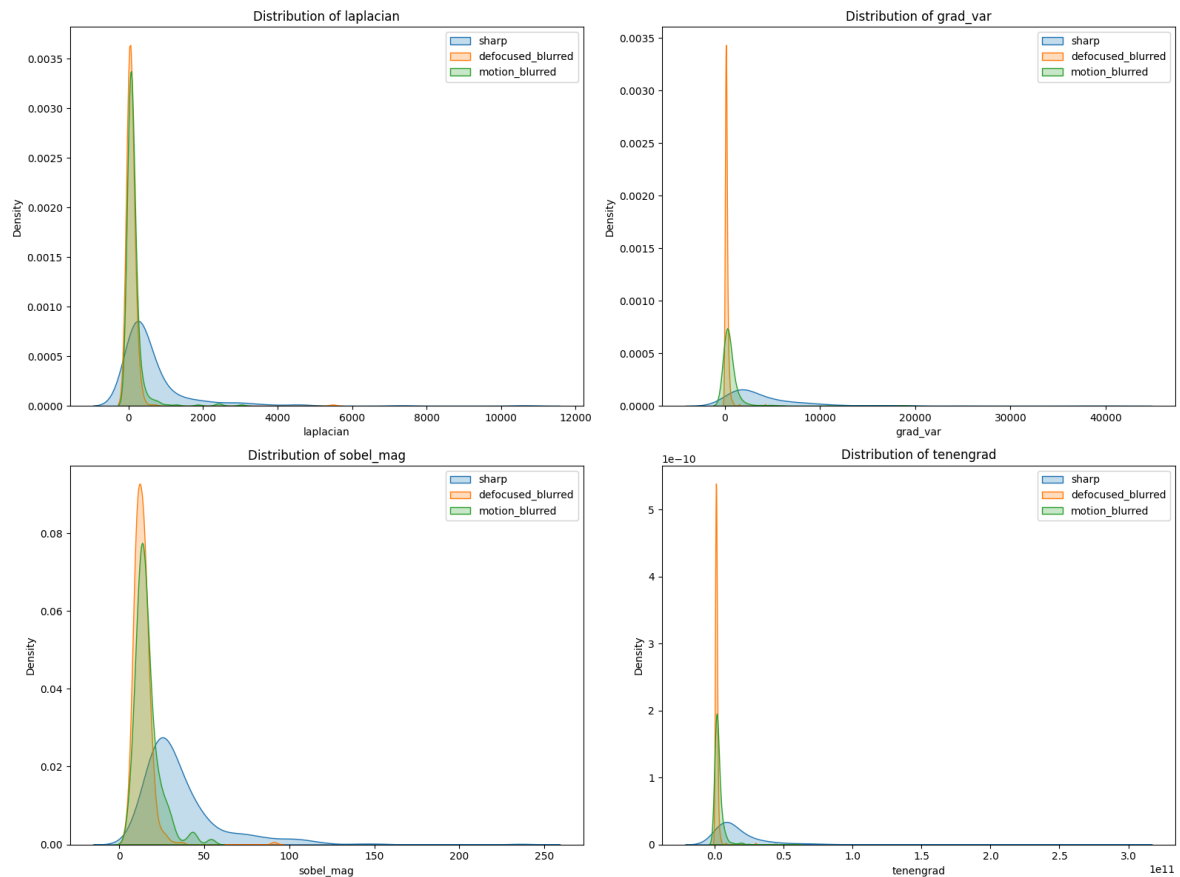 Distribution of laplacian
sharp
defocused_blurred
motion_blurred
0.0035
0.0030
0.0025
0.0020
0.0015
0.0010
0.0005
0.0000
Density
0
2000
4000
6000
8000
10000
12000
laplacian
Distribution of grad_var
sharp
defocused_blurred
motion_blurred
0.0035
0.0030
0.0025
0.0020
0.0015
0.0010
0.0005
0.0000
Density
0
10000
20000
30000
40000
grad_var
Distribution of sobel_mag
sharp
defocused_blurred
motion_blurred
0.08
0.06
0.04
0.02
0.00
Density
0
50
100
150
200
250
sobel_mag
Distribution of tenengrad
1e−10
sharp
defocused_blurred
motion_blurred
5
4
3
2
1
0
Density
0.0
0.5
1.0
1.5
2.0
2.5
3.0
1e11
tenengrad